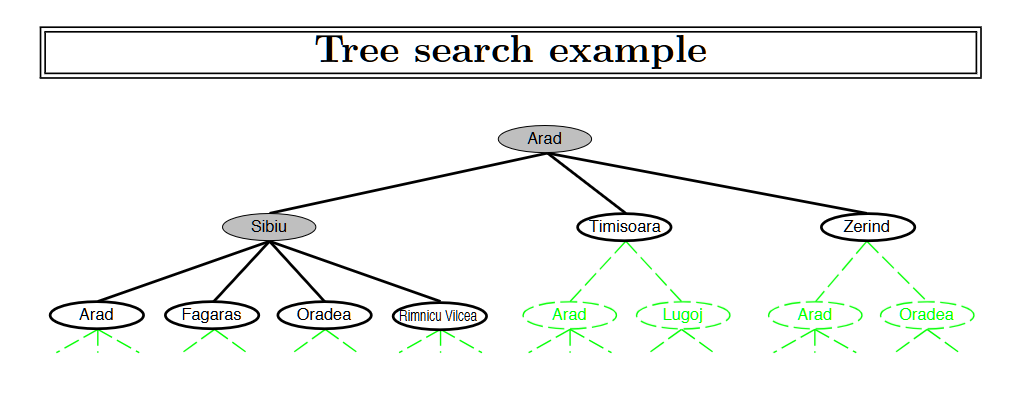 Tree search example
Arad
Sibiu Timisoara Zerind
Arad Fagaras Oradea Rimnicu Vilcea Arad Lugoj Arad Oradea